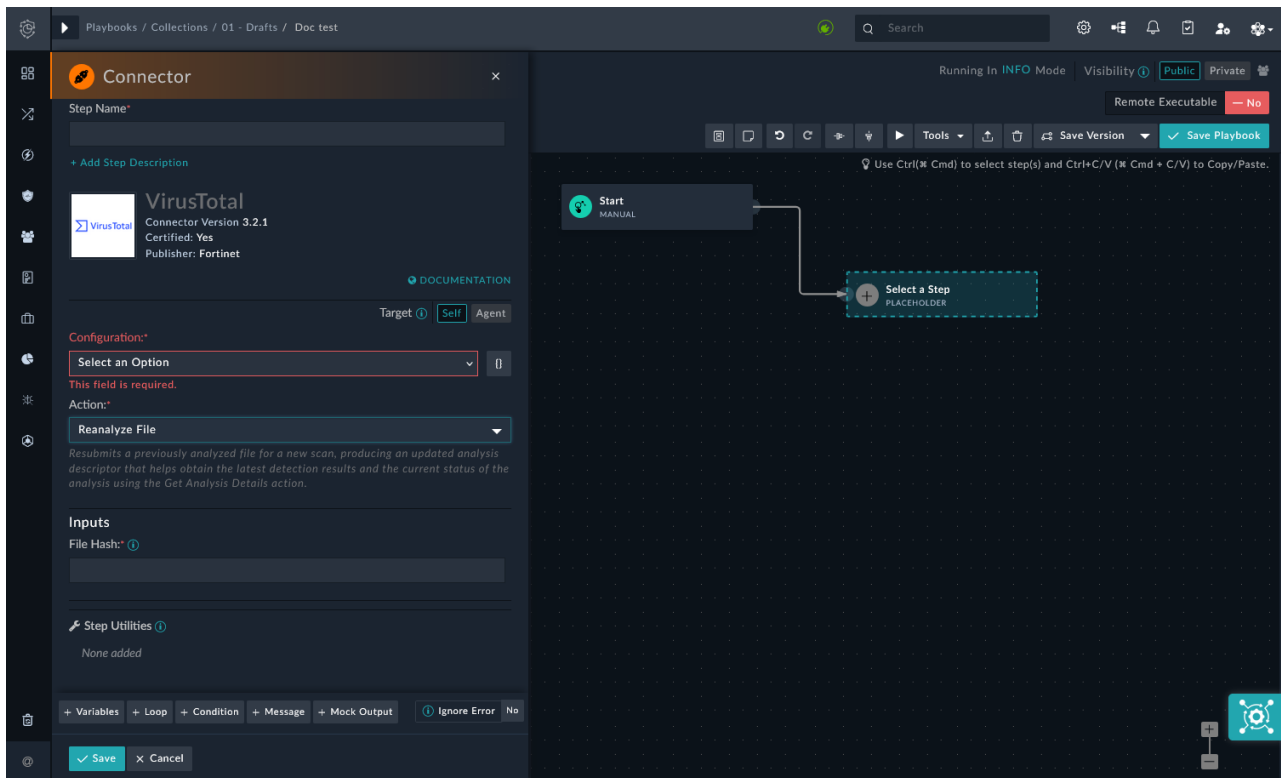 Playbooks / Collections / 01 - Drafts / Doc test
Search
Connector
×
Running In INFO Mode
Visibility
Public
Private
Remote Executable
No
Step Name*
Tools
Save Version
Save Playbook
+ Add Step Description
Use Ctrl(⌘ Cmd) to select step(s) and Ctrl+C/V (⌘ Cmd + C/V) to Copy/Paste.
VirusTotal
VirusTotal
Connector Version 3.2.1
Certified: Yes
Publisher: Fortinet
Start
MANUAL
DOCUMENTATION
Select a Step
PLACEHOLDER
Target
Self
Agent
Configuration:*
Select an Option
{}
This field is required.
Action:*
Reanalyze File
Resubmits a previously analyzed file for a new scan, producing an updated analysis
descriptor that helps obtain the latest detection results and the current status of the
analysis using the Get Analysis Details action.
Inputs
File Hash:*
Step Utilities
None added
+ Variables
+ Loop
+ Condition
+ Message
+ Mock Output
Ignore Error
No
Save
× Cancel
@